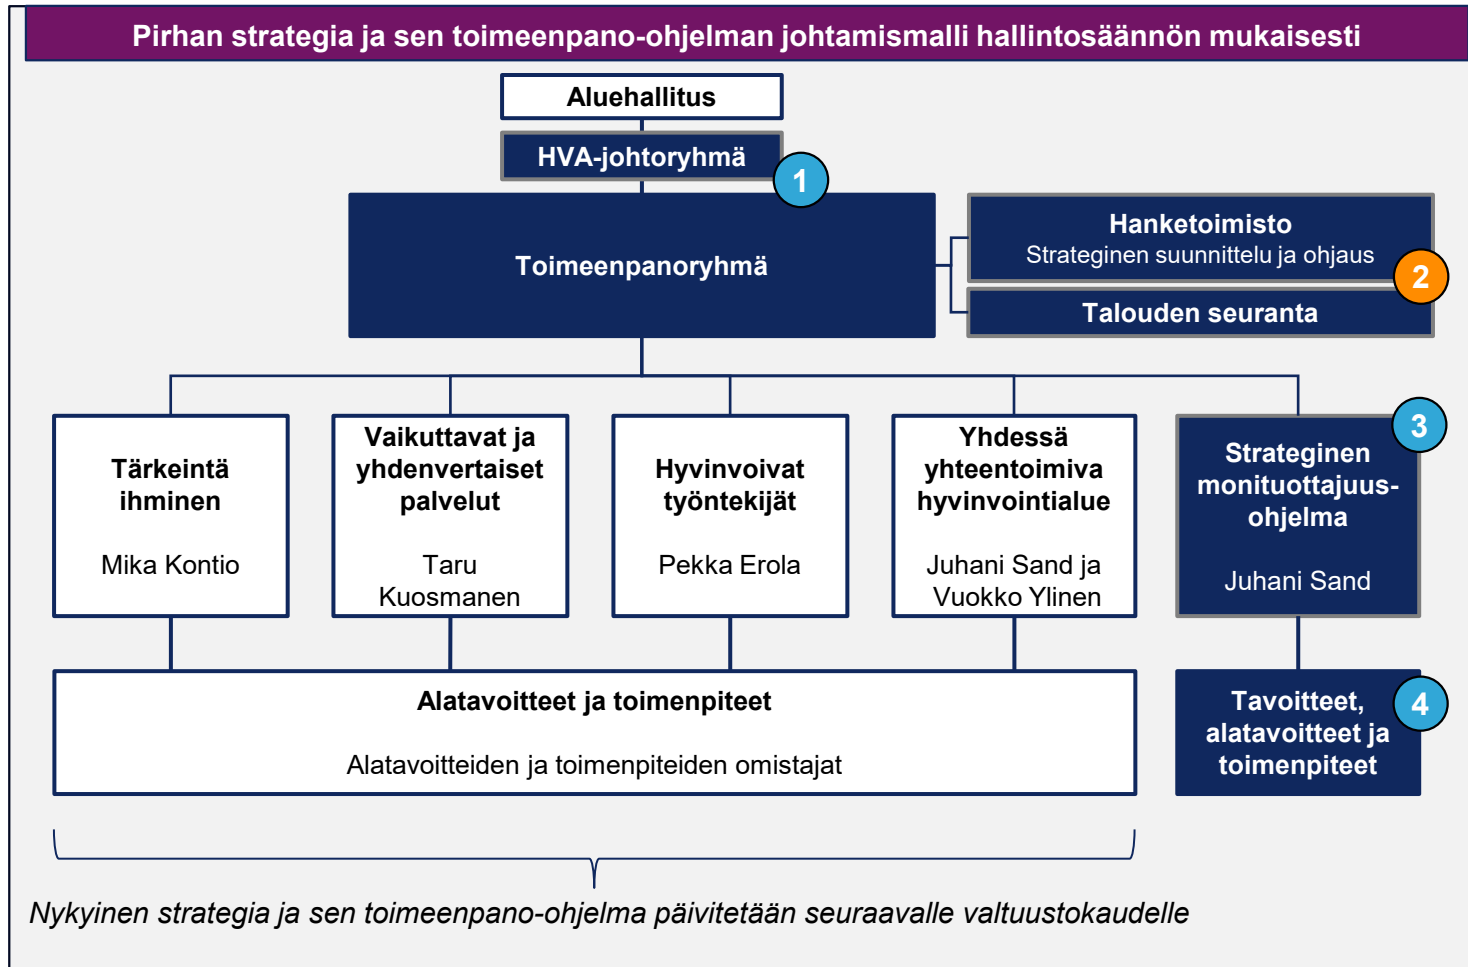 Pirhan strategia ja sen toimeenpano-ohjelman johtamismalli hallintosäännön mukaisesti
Aluehallitus
HVA-johtoryhmä
1
Toimeenpanoryhmä
Hanketoimisto
Strateginen suunnittelu ja ohjaus
2
Talouden seuranta
Tärkeintä
ihminen
Mika Kontio
Vaikuttavat ja
yhdenvertaiset
palvelut
Taru
Kuosmanen
Hyvinvoivat
työntekijät
Pekka Erola
Yhdessä
yhteentoimiva
hyvinvointialue
Juhani Sand ja
Vuokko Ylinen
3
Strateginen
monituottajuus-
ohjelma
Juhani Sand
Alatavoitteet ja toimenpiteet
Alatavoitteiden ja toimenpiteiden omistajat
4
Tavoitteet,
alatavoitteet ja
toimenpiteet
Nykyinen strategia ja sen toimeenpano-ohjelma päivitetään seuraavalle valtuustokaudelle